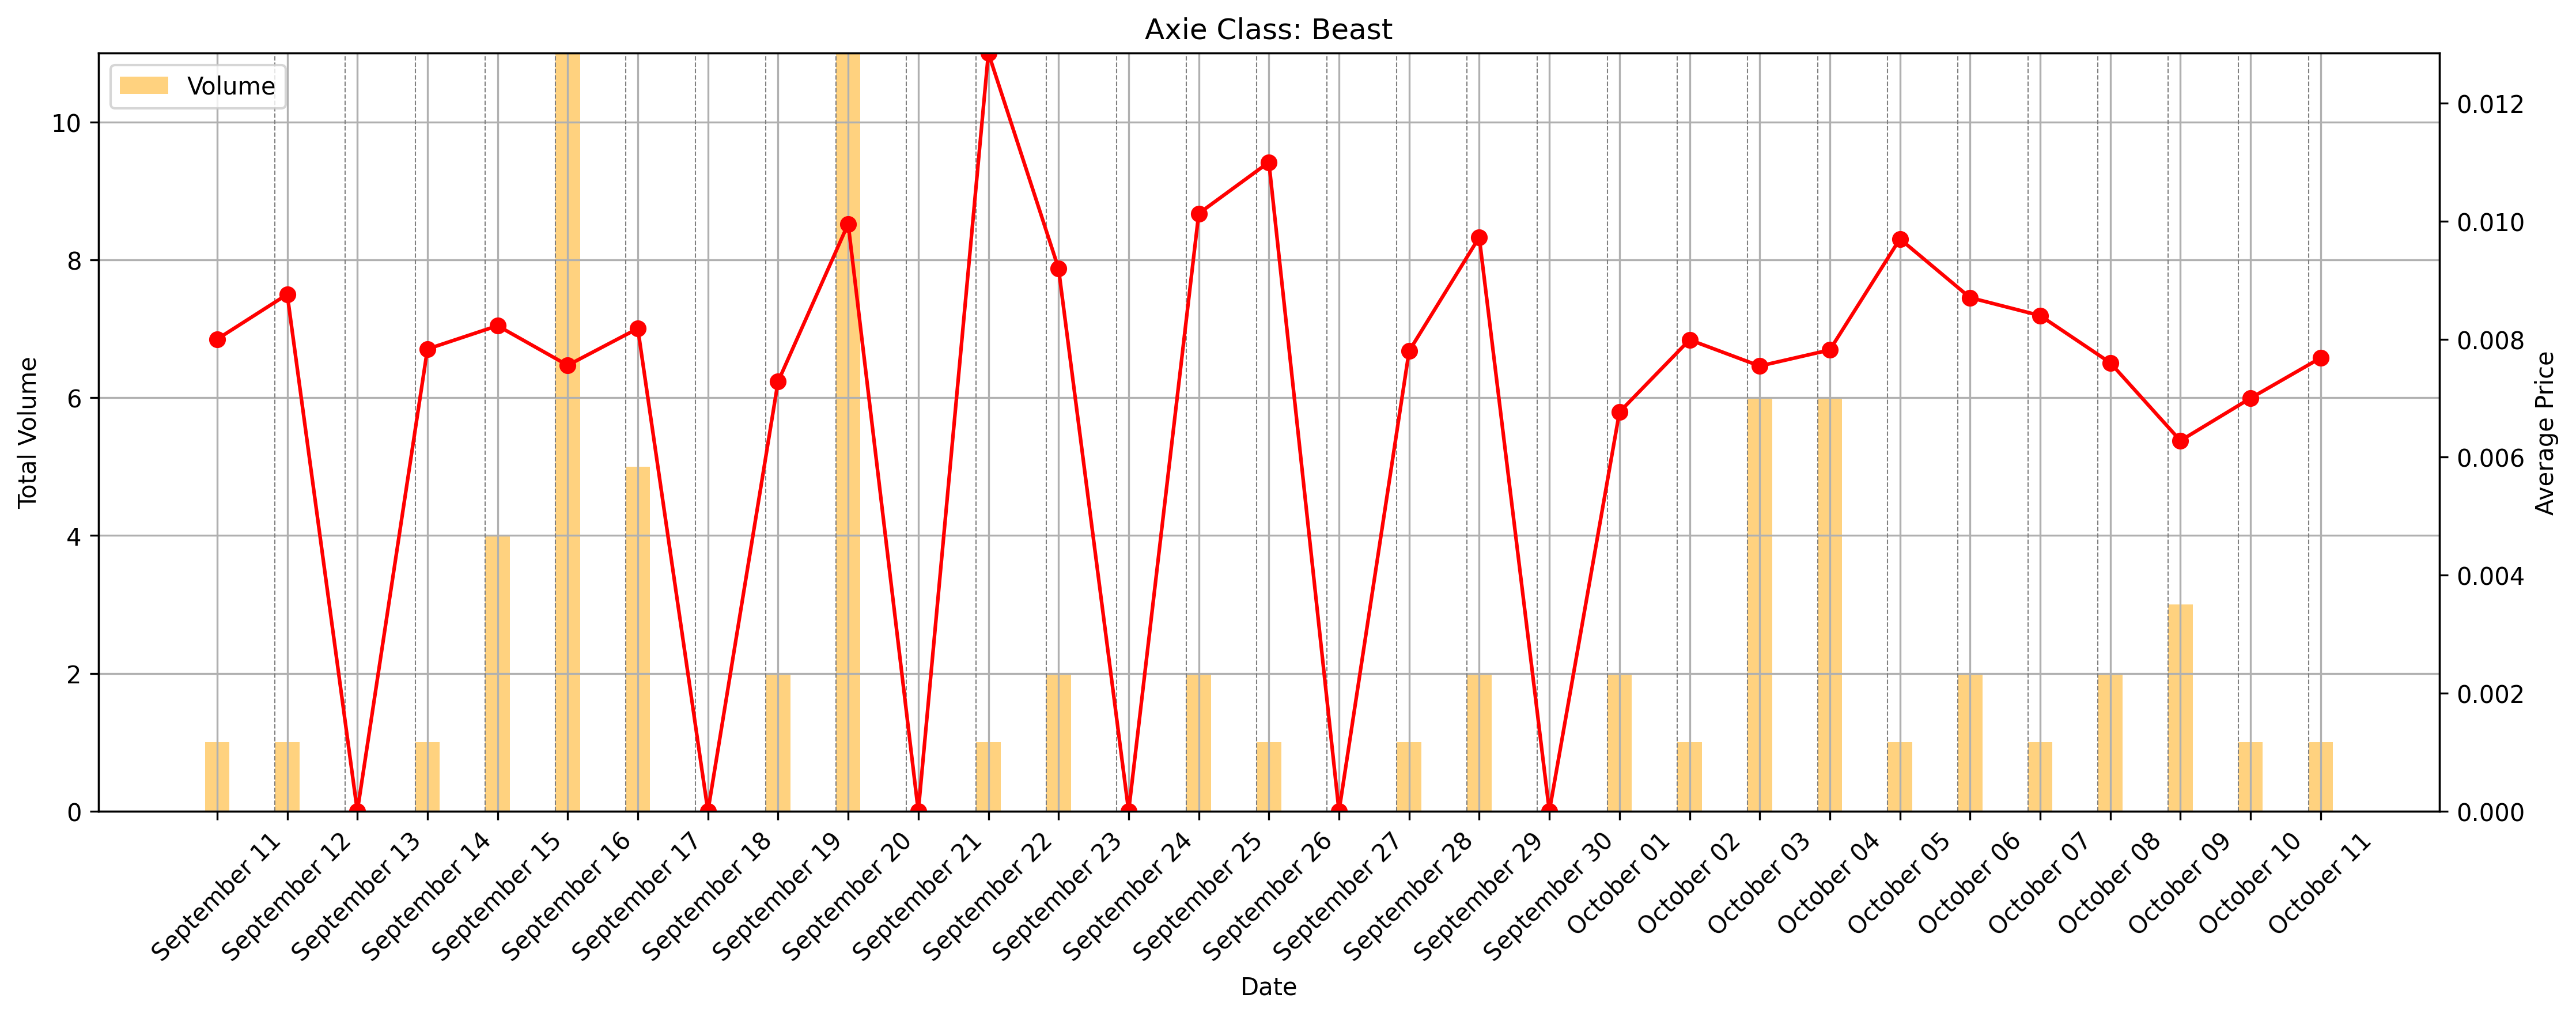 Axie Class: Beast
Volume
Total Volume
10
8
6
4
2
0
0.012
0.010
0.008
0.006
0.004
0.002
0.000
Average Price
September 11
September 12
September 13
September 14
September 15
September 16
September 17
September 18
September 19
September 20
September 21
September 22
September 23
September 24
September 25
September 26
September 27
September 28
September 29
September 30
October 01
October 02
October 03
October 04
October 05
October 06
October 07
October 08
October 09
October 10
October 11
Date